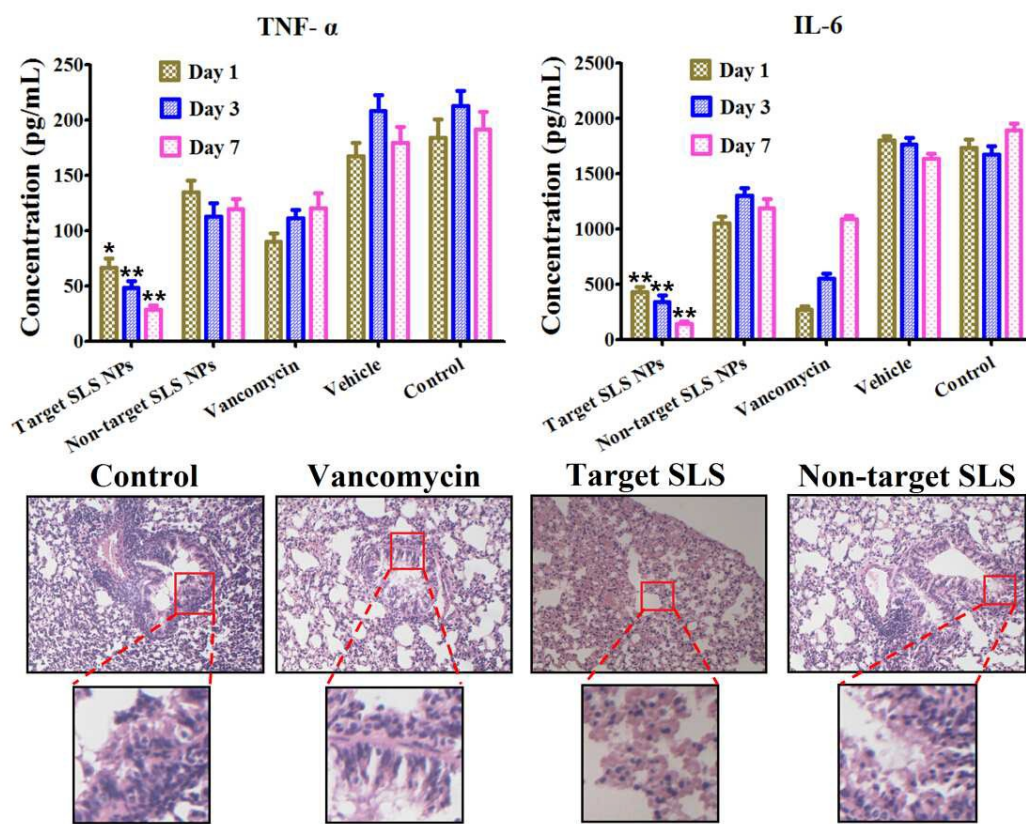 TNF- α
Concentration (pg/mL)
250
200
150
100
50
0
Day 1
Day 3
Day 7
*
**
**
Target SLS NPs
Non-target SLS NPs
Vancomycin
Vehicle
Control
IL-6
Concentration (pg/mL)
2500
2000
1500
1000
500
0
Day 1
Day 3
Day 7
**
**
**
Target SLS NPs
Non-target SLS NPs
Vancomycin
Vehicle
Control
Control
Vancomycin
Target SLS
Non-target SLS